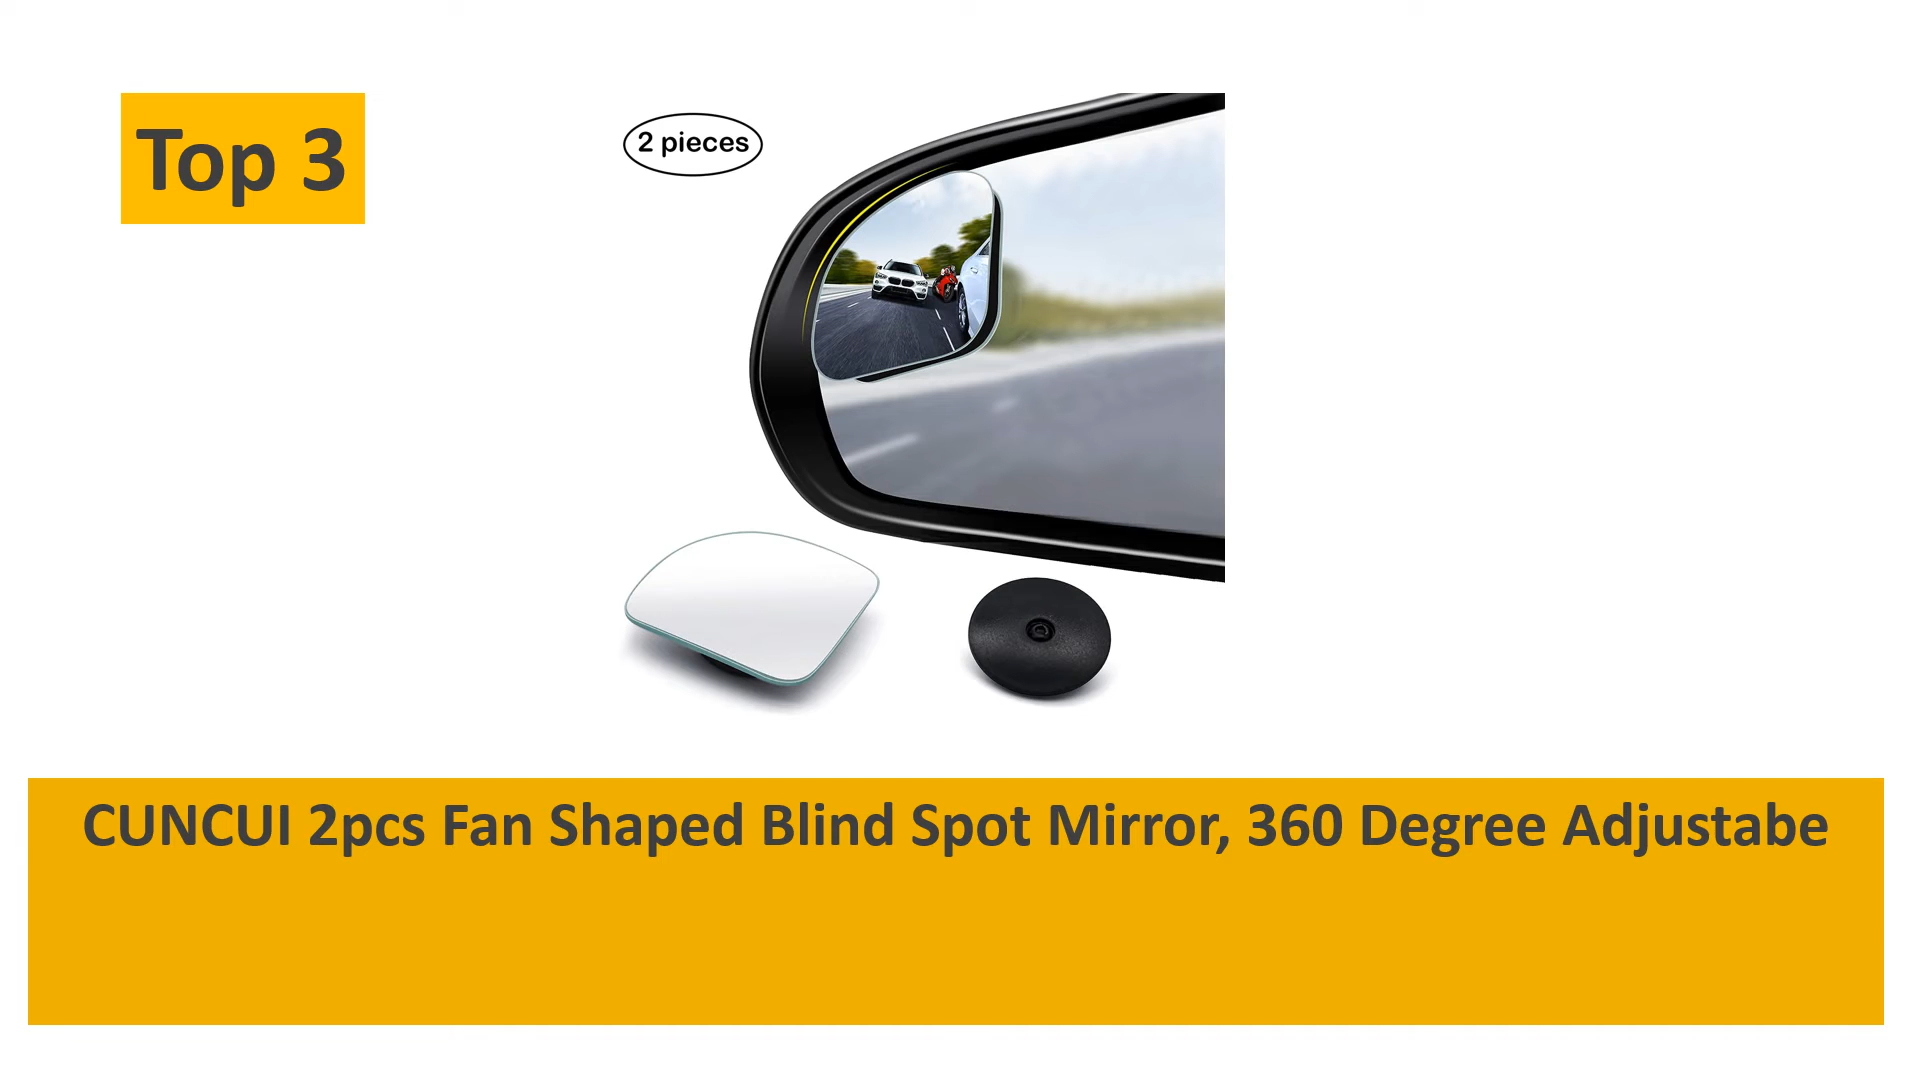 Top 3
2 pieces
CUNCUI 2pcs Fan Shaped Blind Spot Mirror, 360 Degree Adjustabe